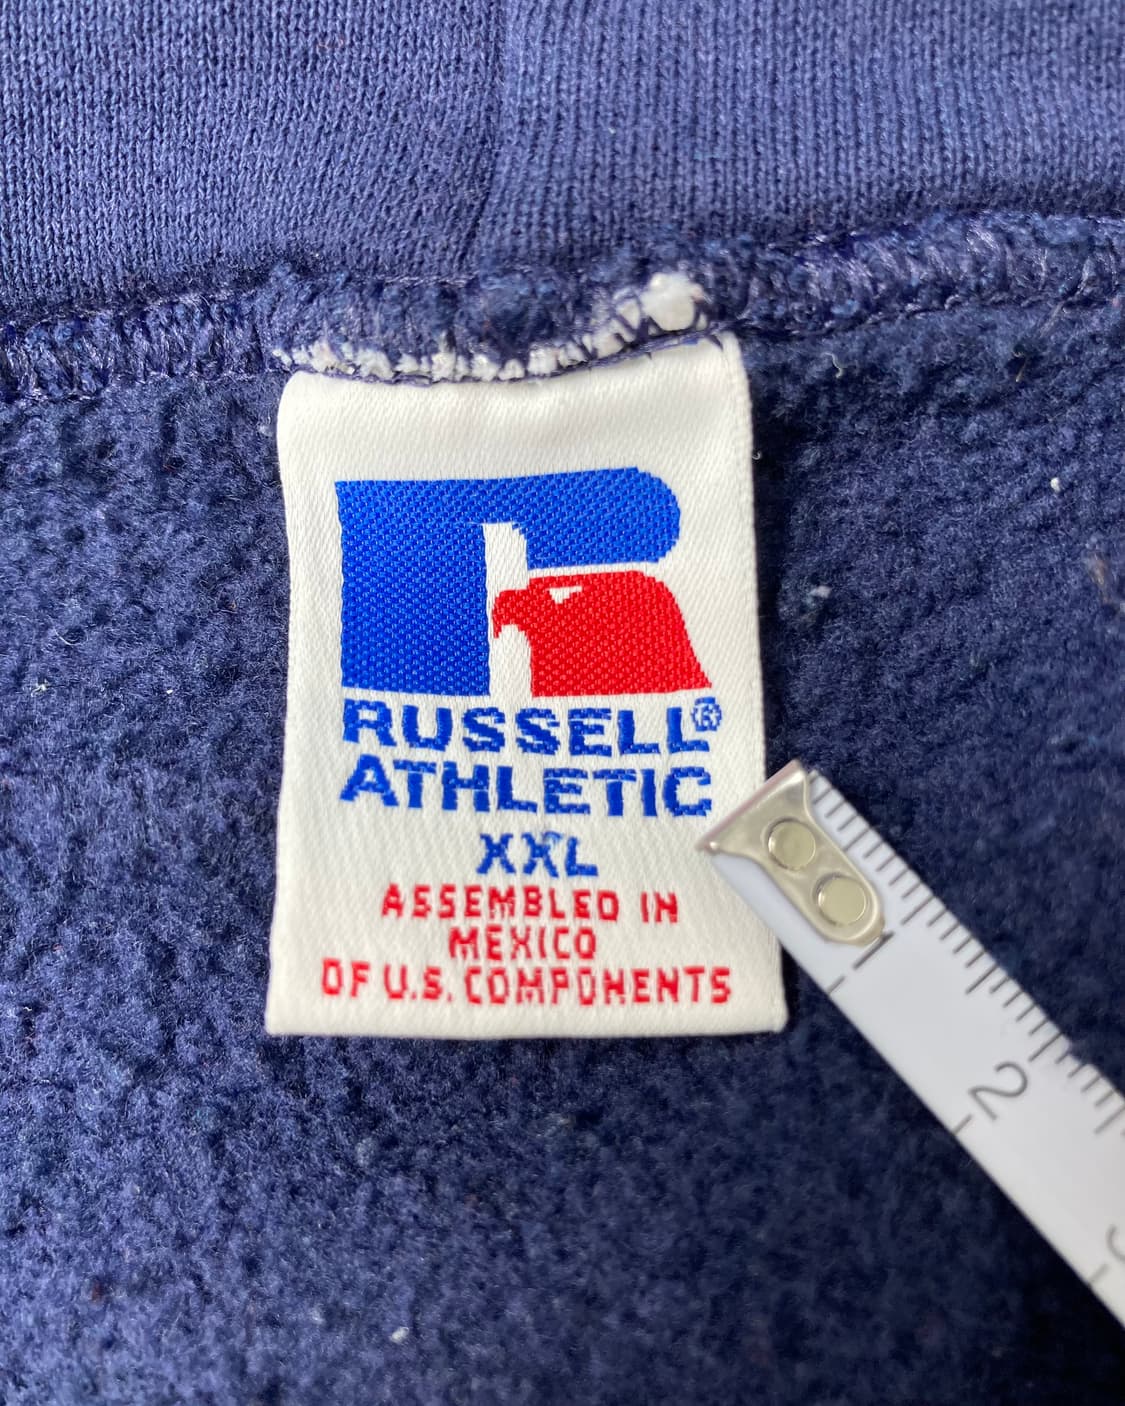 RUSSELL®
ATHLETIC
XXL
ASSEMBLED IN
MEXICO
OF U.S. COMPONENTS
1
2